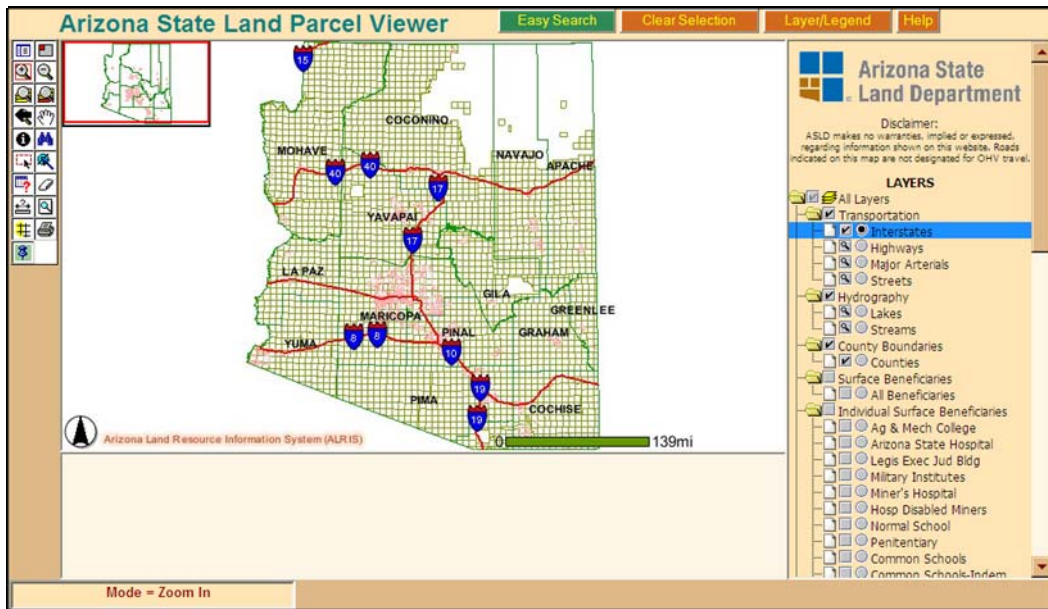 Arizona State Land Parcel Viewer
Easy Search
Clear Selection
Layer/Legend
Help
15
COCONINO
MOHAVE
NAVAJO
APACHE
40
40
17
YAVAPAI
17
LA PAZ
GILA
GREENLEE
MARICOPA
PINAL
GRAHAM
YUMA
8
8
10
19
PIMA
COCHISE
19
Arizona Land Resource Information System (ALRIS)
0
139mi
Arizona State
Land Department
Disclaimer:
ASLD makes no warranties, implied or expressed,
regarding information shown on this website. Roads
indicated on this map are not designated for OHV travel.
LAYERS
All Layers
Transportation
Interstates
Highways
Major Arterials
Streets
Hydrography
Lakes
Streams
County Boundaries
Counties
Surface Beneficiaries
All Beneficiaries
Individual Surface Beneficiaries
Ag & Mech College
Arizona State Hospital
Legis Exec Jud Bldg
Military Institutes
Miner's Hospital
Hosp Disabled Miners
Normal School
Penitentiary
Common Schools
Common Schools-Indem
Mode = Zoom In